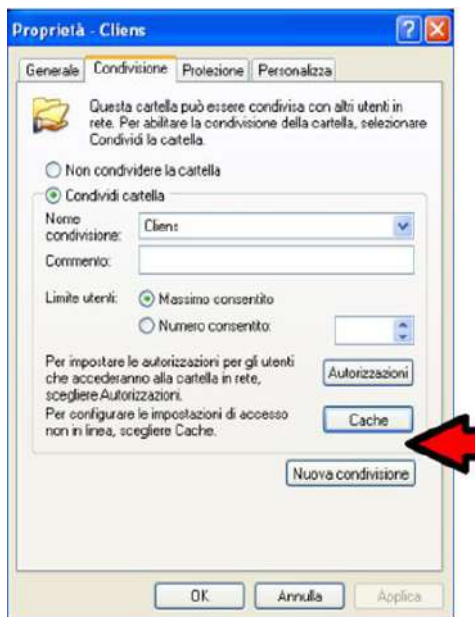 Proprietà - Cliens
Generale Condivisione Protezione Personalizza
Questa cartella può essere condivisa con altri utenti in
rete. Per abilitare la condivisione della cartella, selezionare
Condividi la cartella.
Non condividere la cartella
Condividi cartella
Nome
condivisione:
Cliens
Commento:
Limite utenti:
Massimo consentito
Numero consentito:
Per impostare le autorizzazioni per gli utenti
che accederanno alla cartella in rete,
scegliere Autorizzazioni.
Autorizzazioni
Per configurare le impostazioni di accesso
non in linea, scegliere Cache.
Cache
Nuova condivisione
OK Annulla Applica